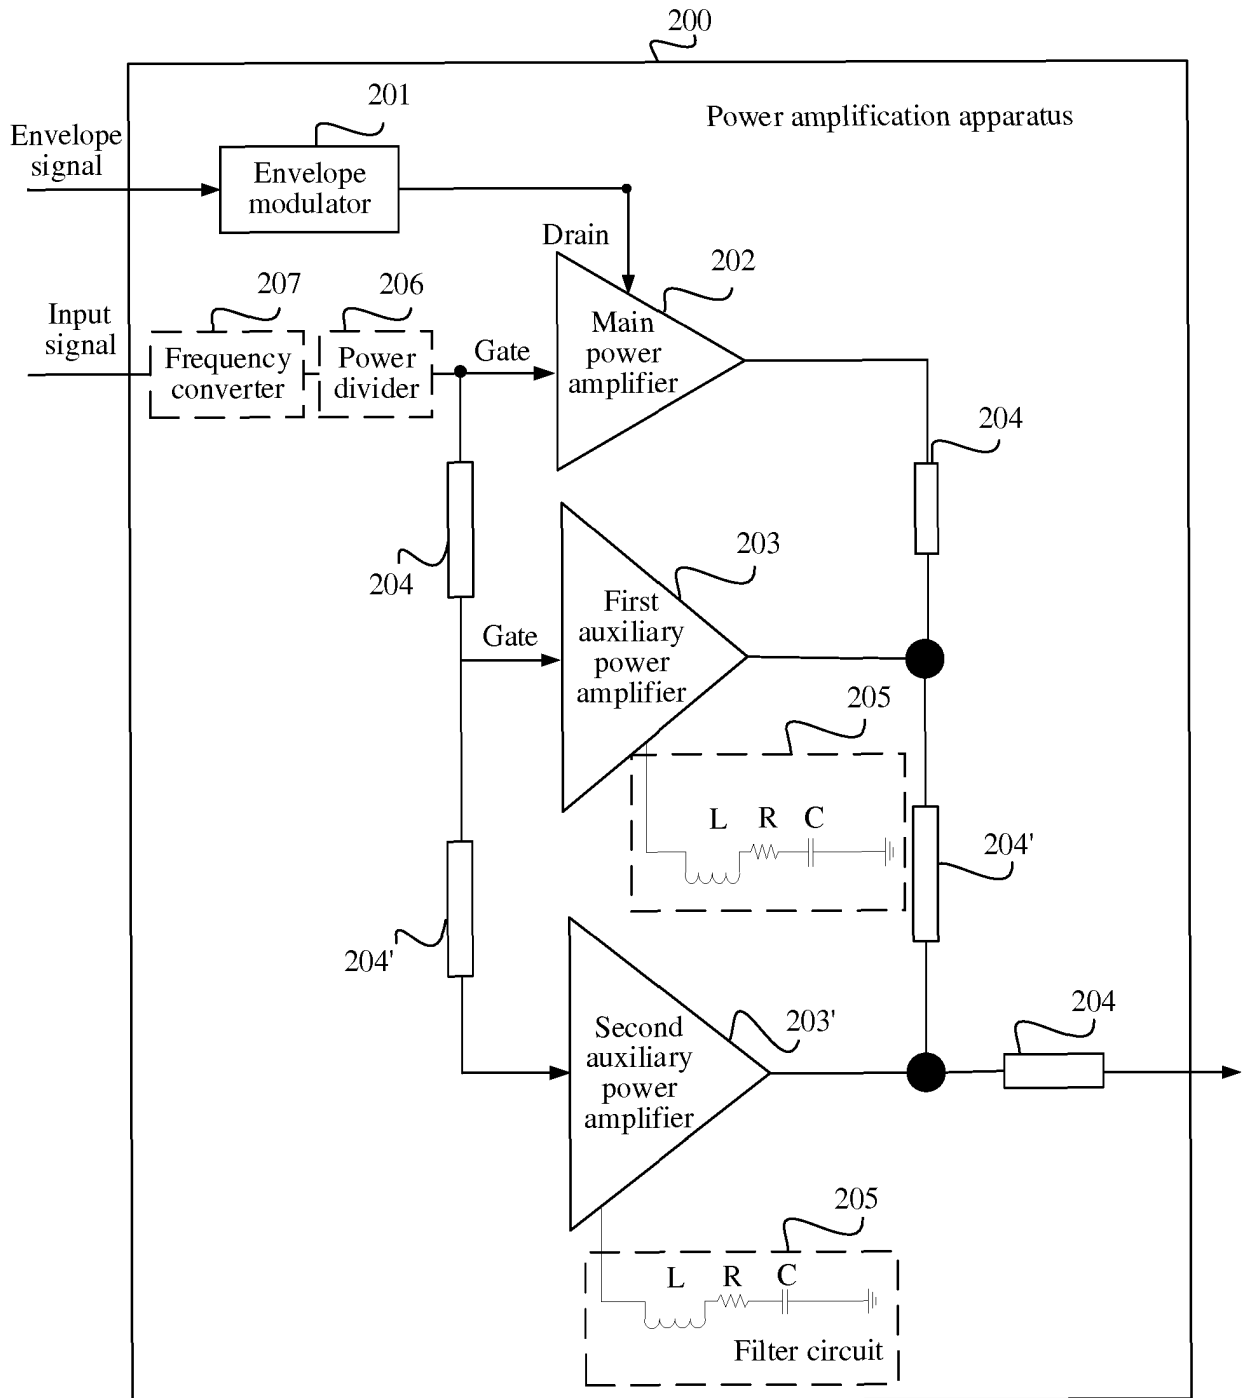 200
Power amplification apparatus
201
Envelope
signal
Envelope
modulator
Drain
202
207
206
Input
signal
Frequency
converter
Power
divider
Gate
Main
power
amplifier
204
204
203
First
auxiliary
power
amplifier
Gate
205
L R C
204'
204'
Second
auxiliary
power
amplifier
203'
204
205
L R C
Filter circuit